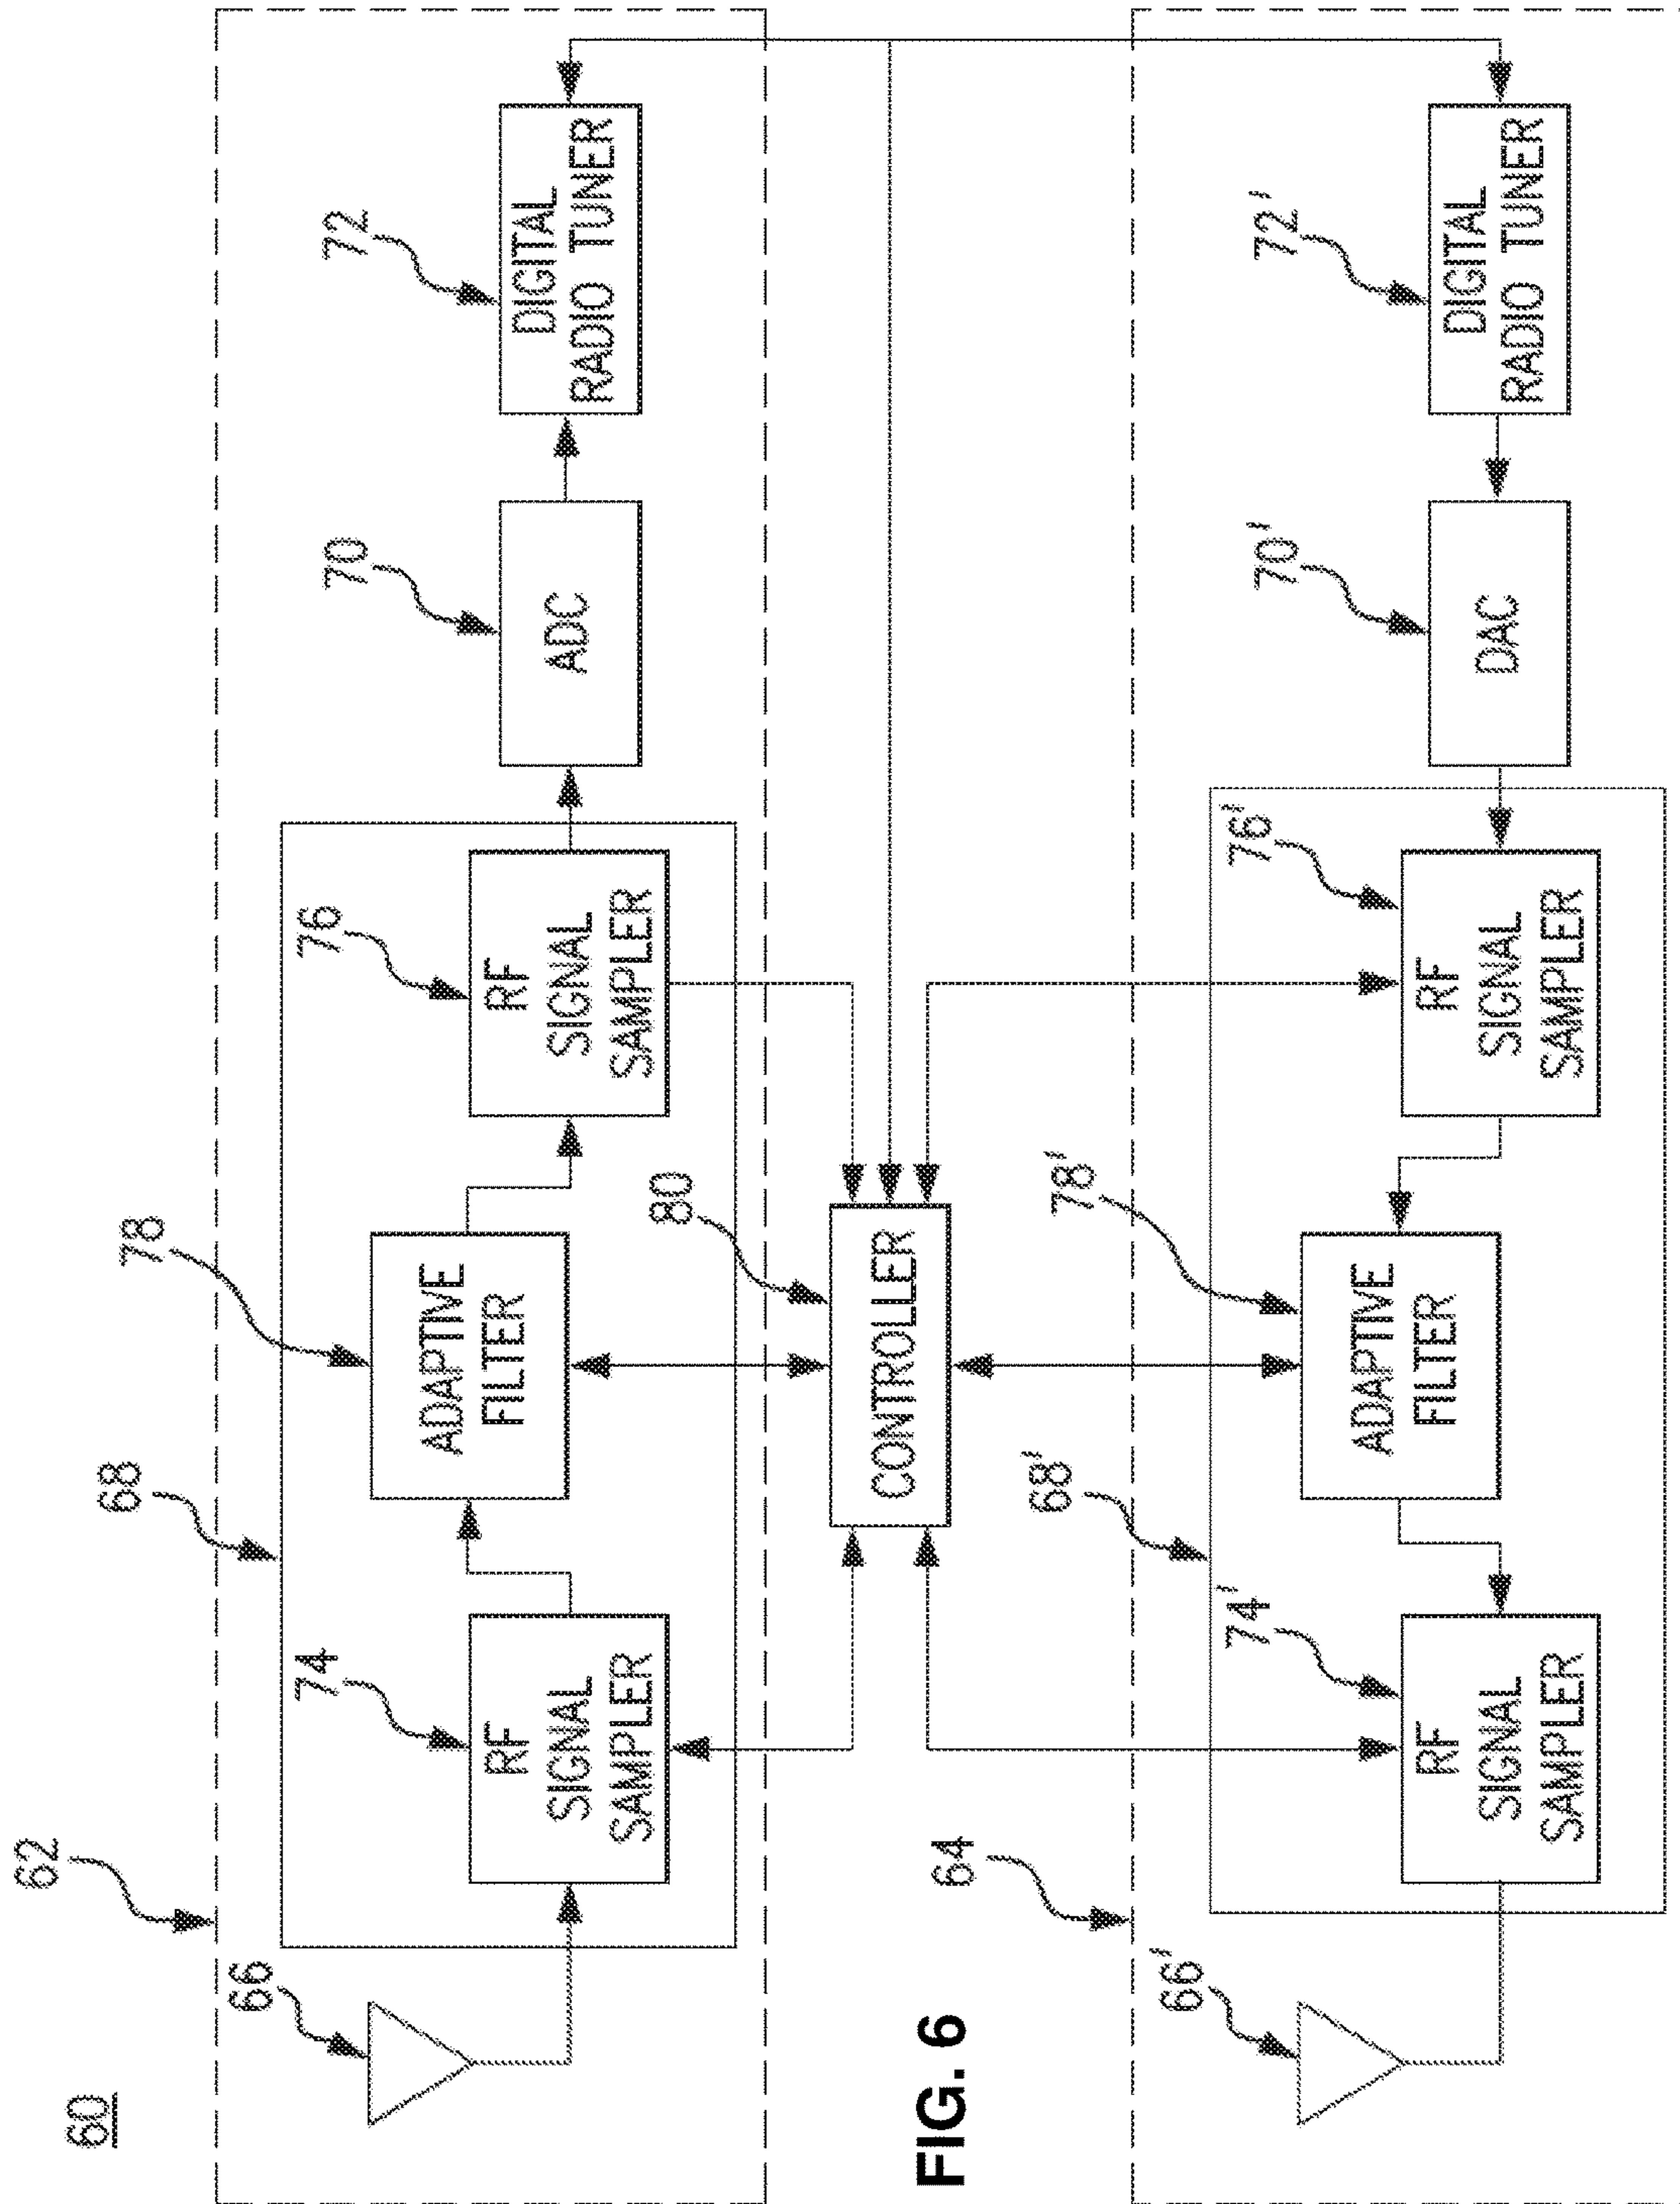 60
62
66
68
74
RF
SIGNAL
SAMPLER
78
ADAPTIVE
FILTER
76
RF
SIGNAL
SAMPLER
70
ADC
72
DIGITAL
RADIO TUNER
80
CONTROLLER
FIG. 6
64
66'
68'
74'
RF
SIGNAL
SAMPLER
78'
ADAPTIVE
FILTER
76'
RF
SIGNAL
SAMPLER
70'
DAC
72'
DIGITAL
RADIO TUNER